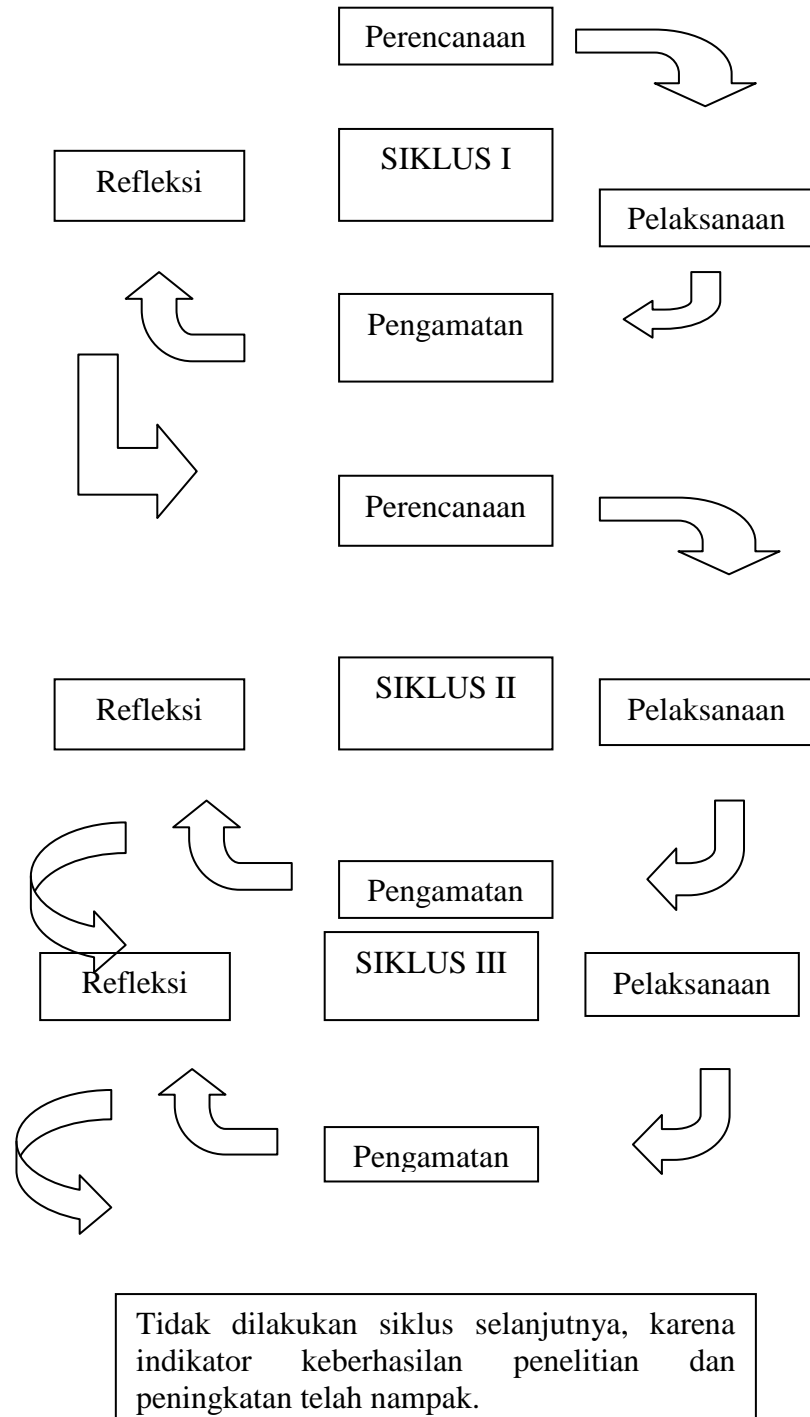 Perencanaan
SIKLUS I
Refleksi
Pelaksanaan
Pengamatan
Perencanaan
SIKLUS II
Refleksi
Pelaksanaan
Pengamatan
SIKLUS III
Refleksi
Pelaksanaan
Pengamatan
Tidak dilakukan siklus selanjutnya, karena
indikator keberhasilan penelitian dan
peningkatan telah nampak.